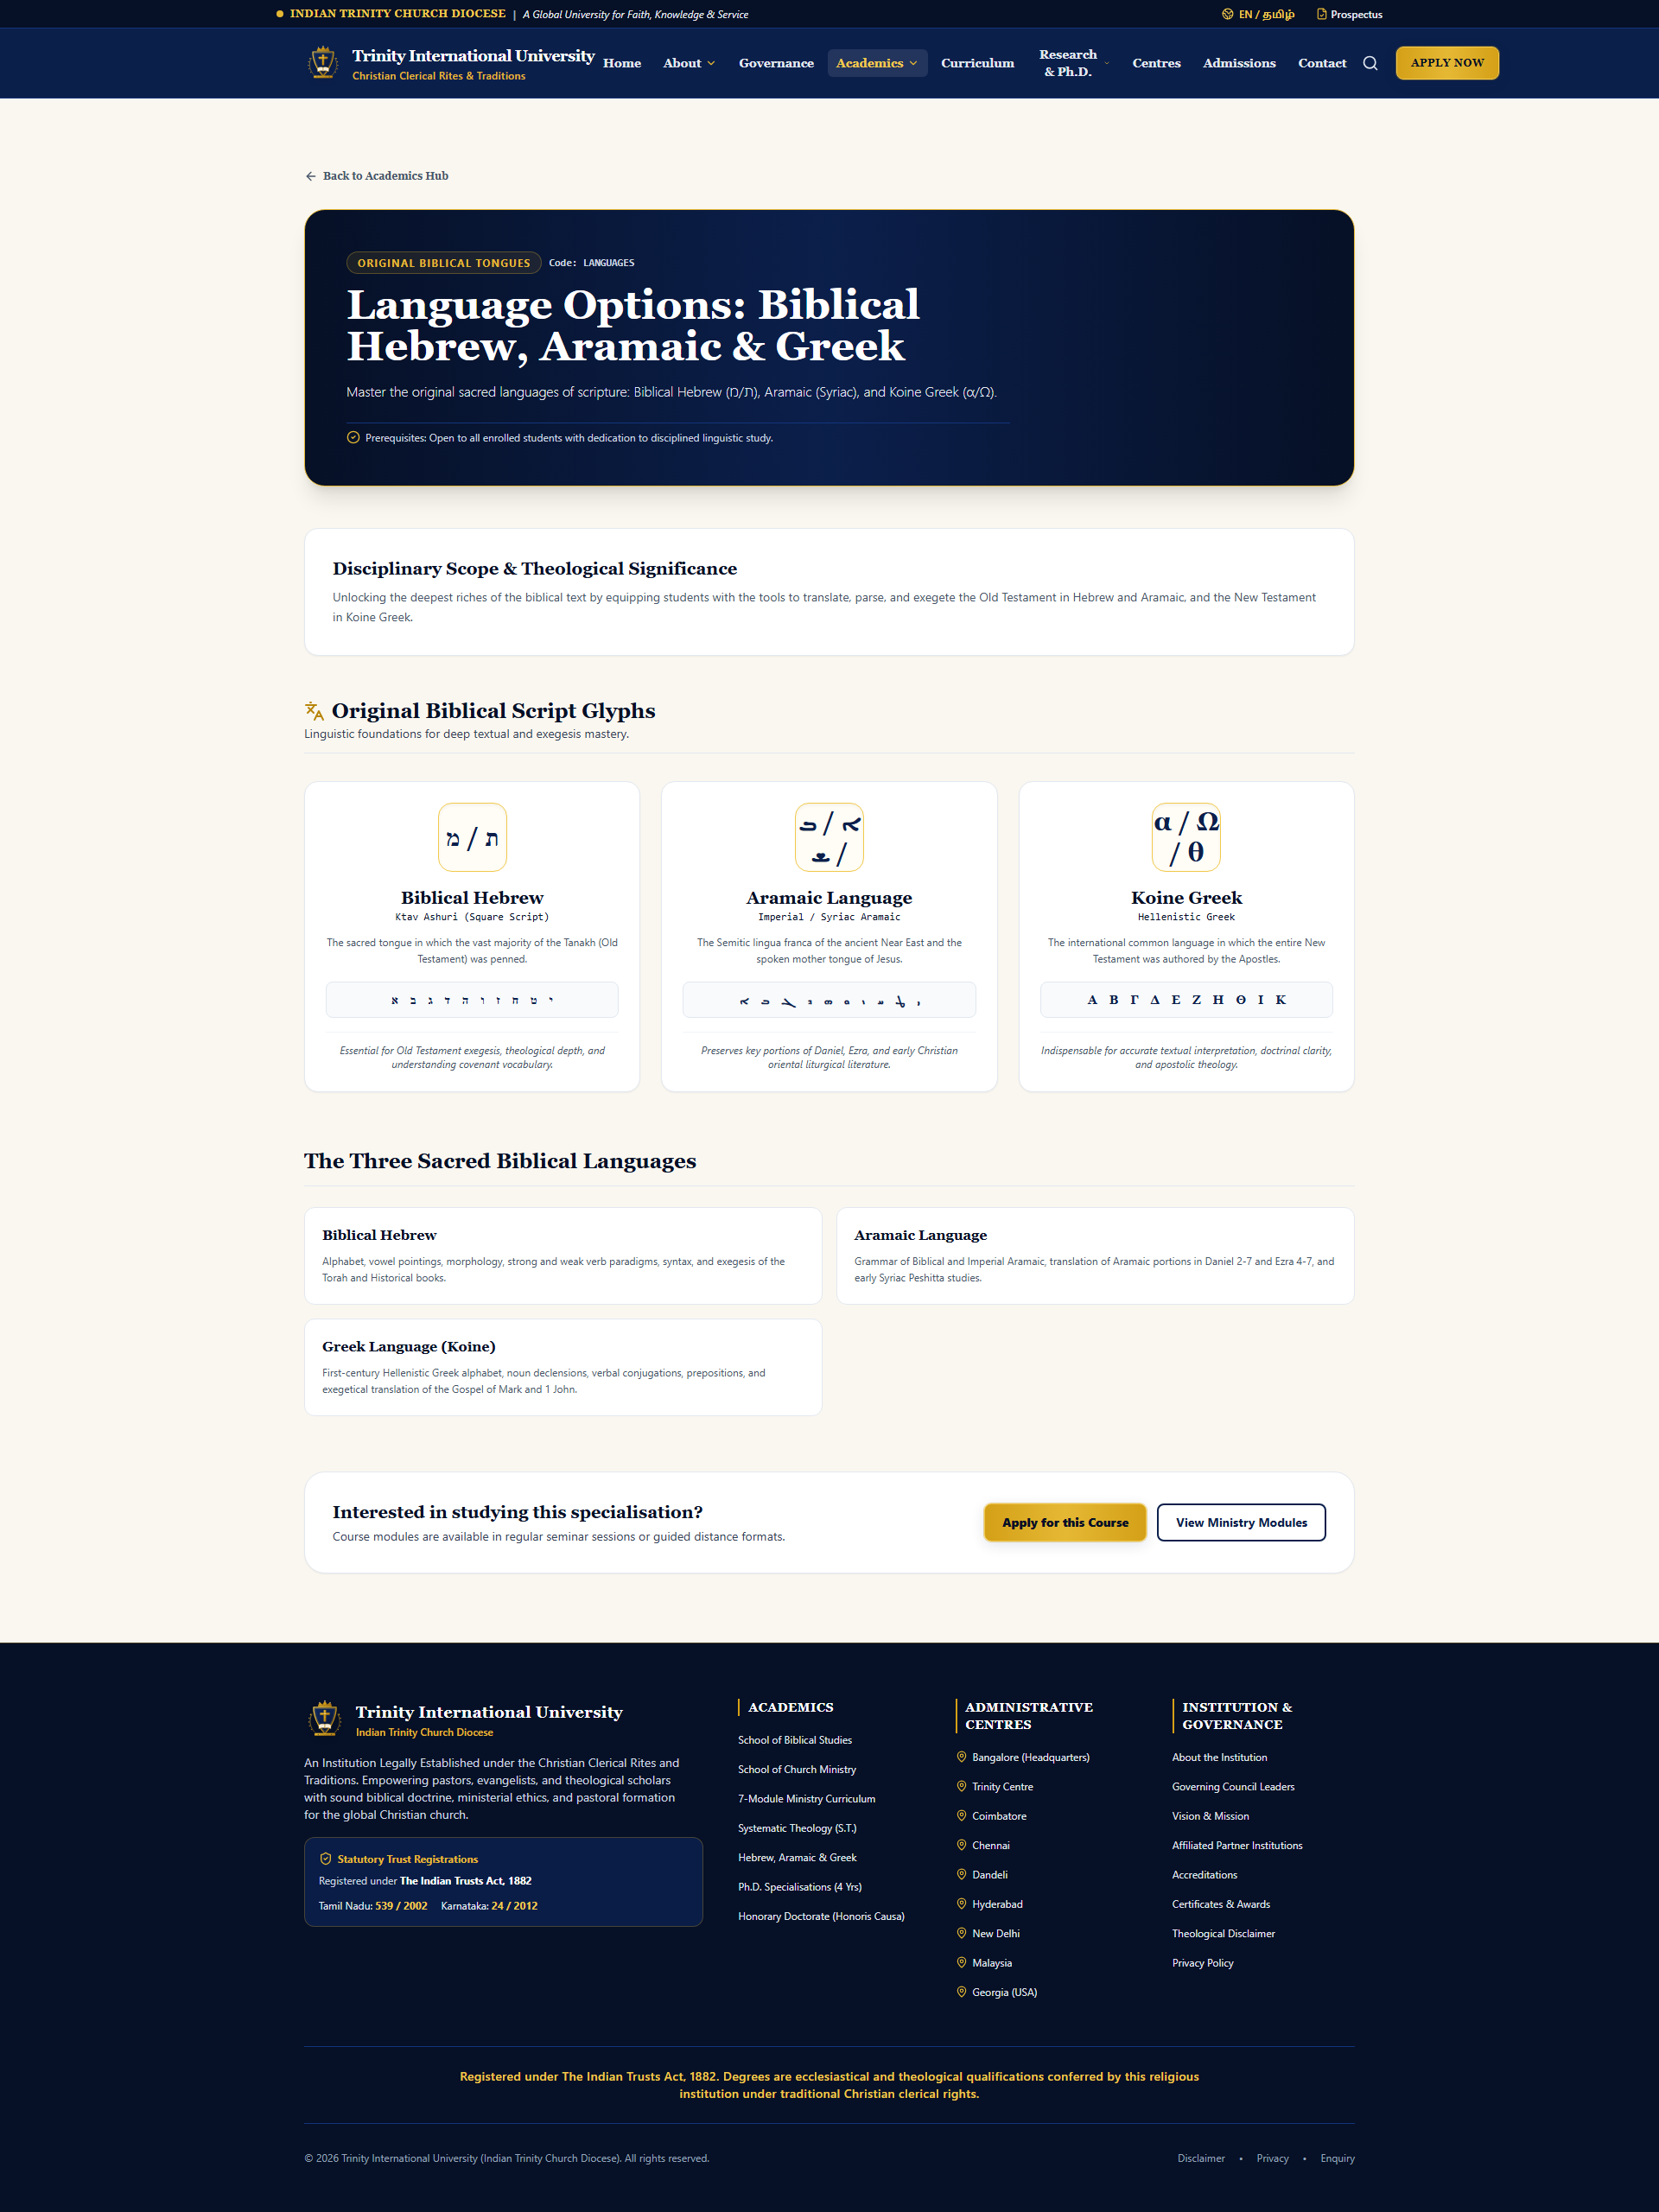 INDIAN TRINITY CHURCH DIOCESE | A Global University for Faith, Knowledge & Service
EN / தமிழ்
Prospectus
Trinity International University
Christian Clerical Rites & Traditions
Home
About
Governance
Academics
Curriculum
Research & Ph.D.
Centres
Admissions
Contact
APPLY NOW
Back to Academics Hub
ORIGINAL BIBLICAL TONGUES
Code: LANGUAGES
Language Options: Biblical
Hebrew, Aramaic & Greek
Master the original sacred languages of scripture: Biblical Hebrew (מ/ת), Aramaic (Syriac), and Koine Greek (α/Ω).
Prerequisites: Open to all enrolled students with dedication to disciplined linguistic study.
Disciplinary Scope & Theological Significance
Unlocking the deepest riches of the biblical text by equipping students with the tools to translate, parse, and exegete the Old Testament in Hebrew and Aramaic, and the New Testament
in Koine Greek.
Original Biblical Script Glyphs
Linguistic foundations for deep textual and exegesis mastery.
ת / מ
Biblical Hebrew
Ktav Ashuri (Square Script)
The sacred tongue in which the vast majority of the Tanakh (Old
Testament) was penned.
א ב ג ד ה ו ז ח ט י
Essential for Old Testament exegesis, theological depth, and
understanding covenant vocabulary.
Aramaic Language
Imperial / Syriac Aramaic
The Semitic lingua franca of the ancient Near East and the
spoken mother tongue of Jesus.
Preserves key portions of Daniel, Ezra, and early Christian
oriental liturgical literature.
α / Ω
/ θ
Koine Greek
Hellenistic Greek
The international common language in which the entire New
Testament was authored by the Apostles.
Α Β Γ Δ Ε Ζ Η Θ Ι Κ
Indispensable for accurate textual interpretation, doctrinal clarity,
and apostolic theology.
The Three Sacred Biblical Languages
Biblical Hebrew
Alphabet, vowel pointings, morphology, strong and weak verb paradigms, syntax, and exegesis of the
Torah and Historical books.
Aramaic Language
Grammar of Biblical and Imperial Aramaic, translation of Aramaic portions in Daniel 2-7 and Ezra 4-7, and
early Syriac Peshitta studies.
Greek Language (Koine)
First-century Hellenistic Greek alphabet, noun declensions, verbal conjugations, prepositions, and
exegetical translation of the Gospel of Mark and 1 John.
Interested in studying this specialisation?
Course modules are available in regular seminar sessions or guided distance formats.
Apply for this Course
View Ministry Modules
Trinity International University
Indian Trinity Church Diocese
An Institution Legally Established under the Christian Clerical Rites and
Traditions. Empowering pastors, evangelists, and theological scholars
with sound biblical doctrine, ministerial ethics, and pastoral formation
for the global Christian church.
Statutory Trust Registrations
Registered under The Indian Trusts Act, 1882
Tamil Nadu: 539 / 2002 Karnataka: 24 / 2012
ACADEMICS
School of Biblical Studies
School of Church Ministry
7-Module Ministry Curriculum
Systematic Theology (S.T.)
Hebrew, Aramaic & Greek
Ph.D. Specialisations (4 Yrs)
Honorary Doctorate (Honoris Causa)
ADMINISTRATIVE
CENTRES
Bangalore (Headquarters)
Trinity Centre
Coimbatore
Chennai
Dandeli
Hyderabad
New Delhi
Malaysia
Georgia (USA)
INSTITUTION &
GOVERNANCE
About the Institution
Governing Council Leaders
Vision & Mission
Affiliated Partner Institutions
Accreditations
Certificates & Awards
Theological Disclaimer
Privacy Policy
Registered under The Indian Trusts Act, 1882. Degrees are ecclesiastical and theological qualifications conferred by this religious
institution under traditional Christian clerical rights.
© 2026 Trinity International University (Indian Trinity Church Diocese). All rights reserved.
Disclaimer • Privacy • Enquiry